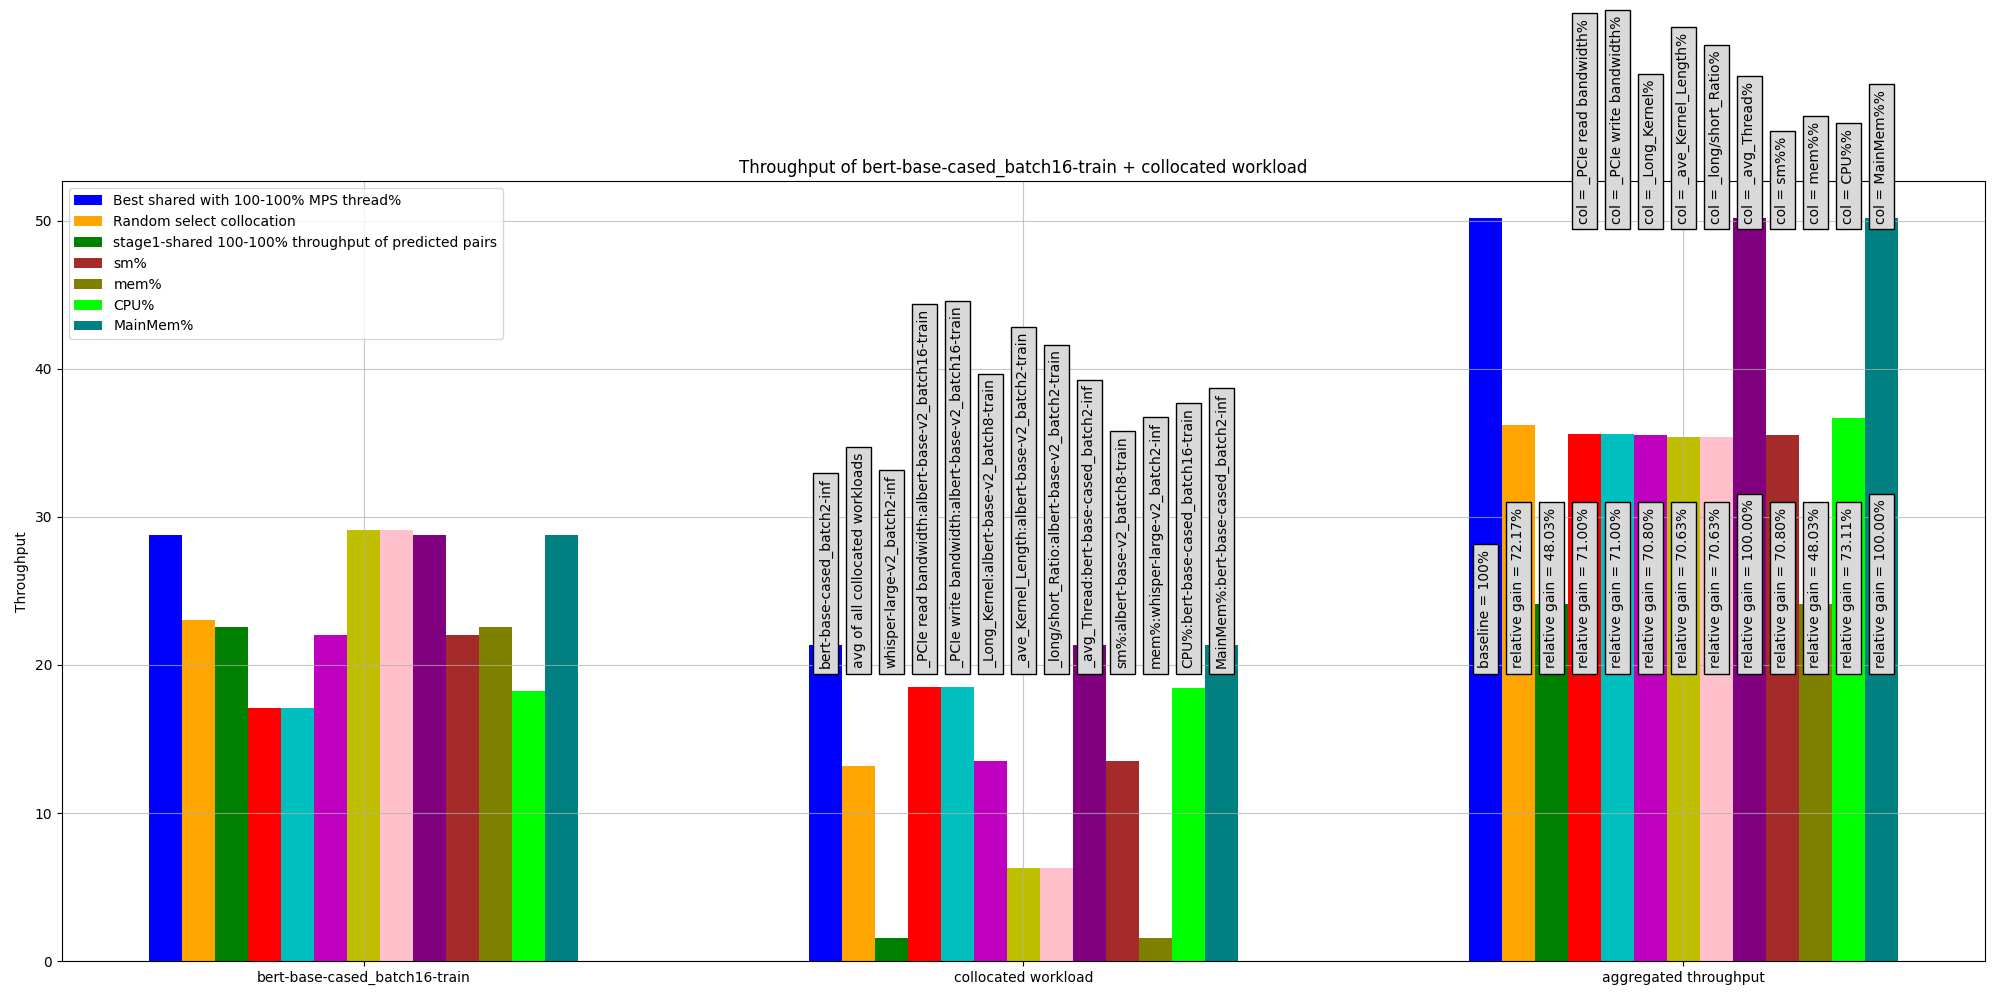 col = _PCIe read bandwidth%
col = _PCIe write bandwidth%
col = _Long_Kernel%
col = _ave_Kernel_Length%
col = _long/short_Ratio%
col = _avg_Thread%
col = sm%%
col = mem%%
col = CPU%%
col = MainMem%%
Throughput of bert-base-cased_batch16-train + collocated workload
Best shared with 100-100% MPS thread%
Random select collocation
stage1-shared 100-100% throughput of predicted pairs
sm%
mem%
CPU%
MainMem%
Throughput
50
40
30
20
10
0
bert-base-cased_batch2-inf
avg of all collocated workloads
whisper-large-v2_batch2-inf
_PCIe read bandwidth:albert-base-v2_batch16-train
_PCIe write bandwidth:albert-base-v2_batch16-train
_Long_Kernel:albert-base-v2_batch8-train
_ave_Kernel_Length:albert-base-v2_batch2-train
_long/short_Ratio:albert-base-v2_batch2-train
_avg_Thread:bert-base-cased_batch2-inf
sm%:albert-base-v2_batch8-train
mem%:whisper-large-v2_batch2-inf
CPU%:bert-base-cased_batch16-train
MainMem%:bert-base-cased_batch2-inf
baseline = 100%
relative gain = 72.17%
relative gain = 48.03%
relative gain = 71.00%
relative gain = 71.00%
relative gain = 70.80%
relative gain = 70.63%
relative gain = 70.63%
relative gain = 100.00%
relative gain = 70.80%
relative gain = 48.03%
relative gain = 73.11%
relative gain = 100.00%
bert-base-cased_batch16-train
collocated workload
aggregated throughput